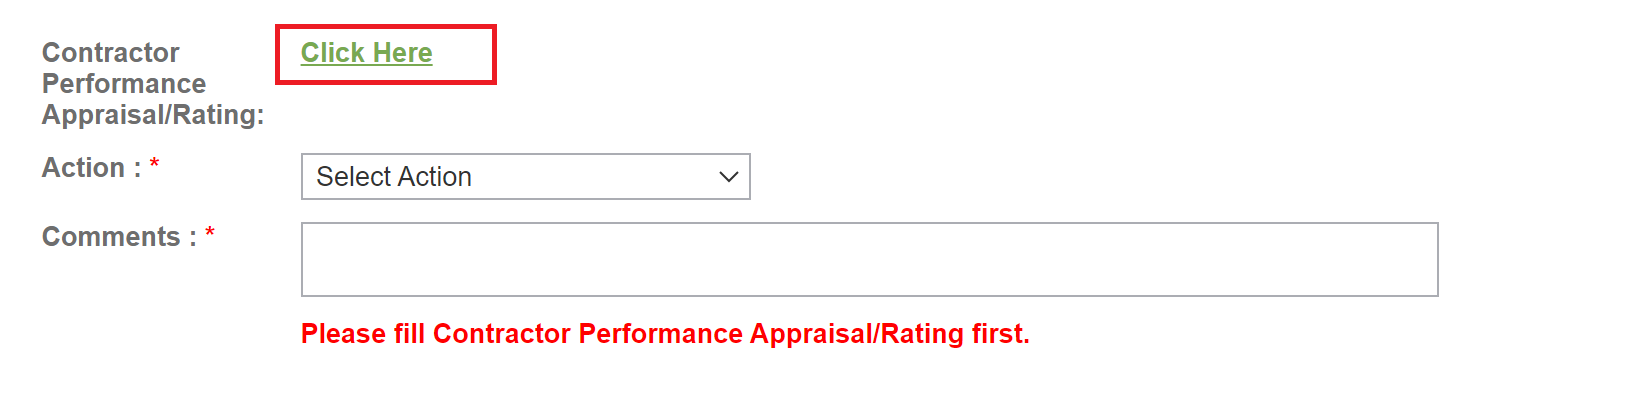 Contractor
Performance
Appraisal/Rating:
Click Here
Action : *
Select Action
Comments : *
Please fill Contractor Performance Appraisal/Rating first.